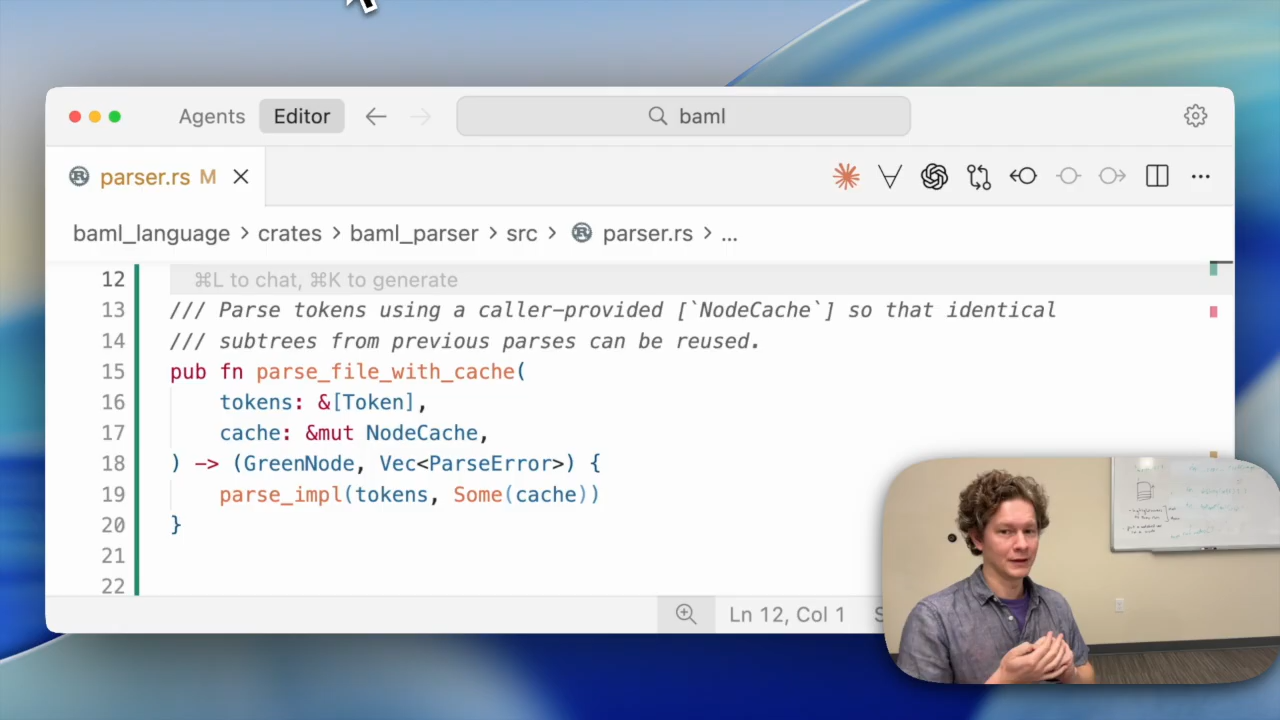 Agents Editor baml
parser.rs M
baml_language > crates > baml_parser > src > parser.rs > ...
12 ⌘L to chat, ⌘K to generate
13 /// Parse tokens using a caller-provided [`NodeCache`] so that identical
14 /// subtrees from previous parses can be reused.
15 pub fn parse_file_with_cache(
16 tokens: &[Token],
17 cache: &mut NodeCache,
18 ) -> (GreenNode, Vec<ParseError>) {
19 parse_impl(tokens, Some(cache))
20 }
21
22
Ln 12, Col 1